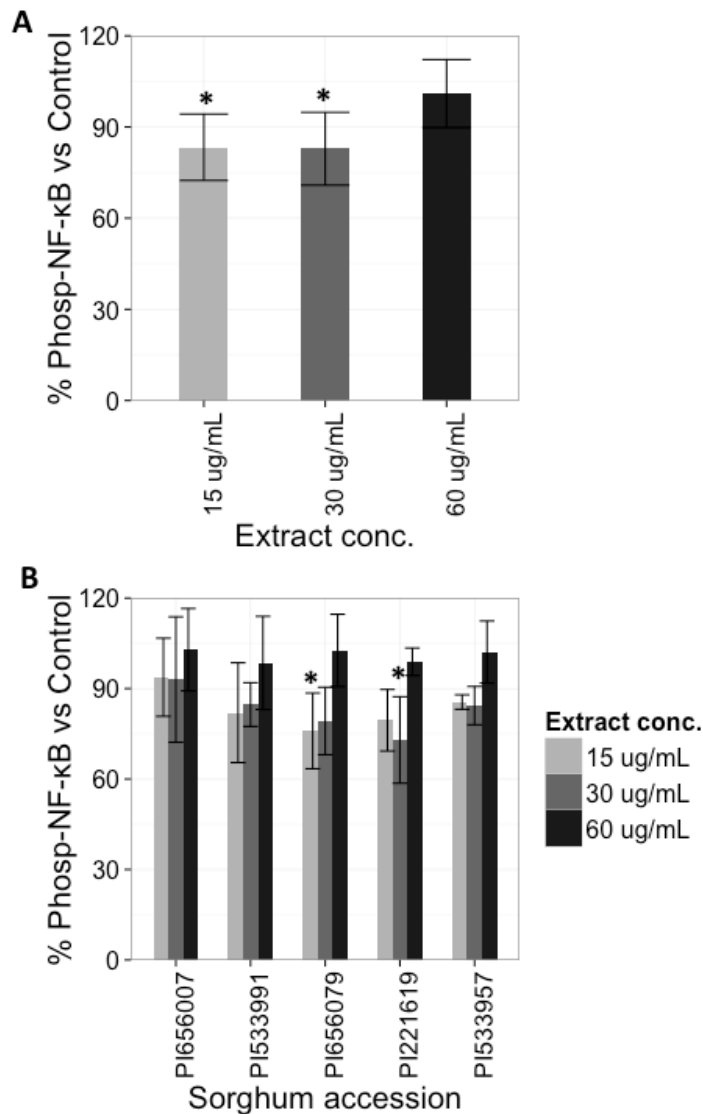 A
% Phosp-NF-κB vs Control
120
90
60
30
0
* *
15 ug/mL
30 ug/mL
60 ug/mL
Extract conc.
B
% Phosp-NF-κB vs Control
120
90
60
30
0
* *
PI656007
PI533991
PI656079
PI221619
PI533957
Sorghum accession
Extract conc.
15 ug/mL
30 ug/mL
60 ug/mL